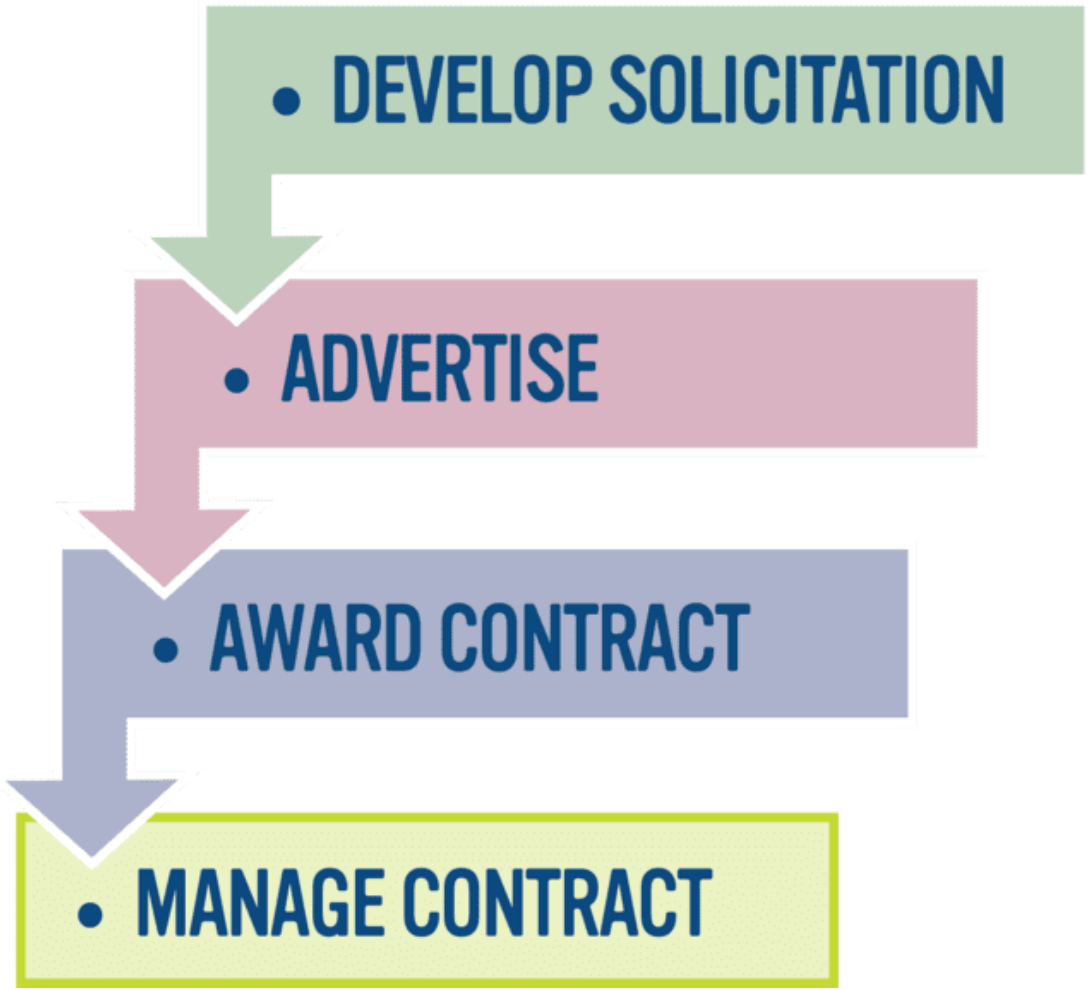 • DEVELOP SOLICITATION
• ADVERTISE
• AWARD CONTRACT
• MANAGE CONTRACT